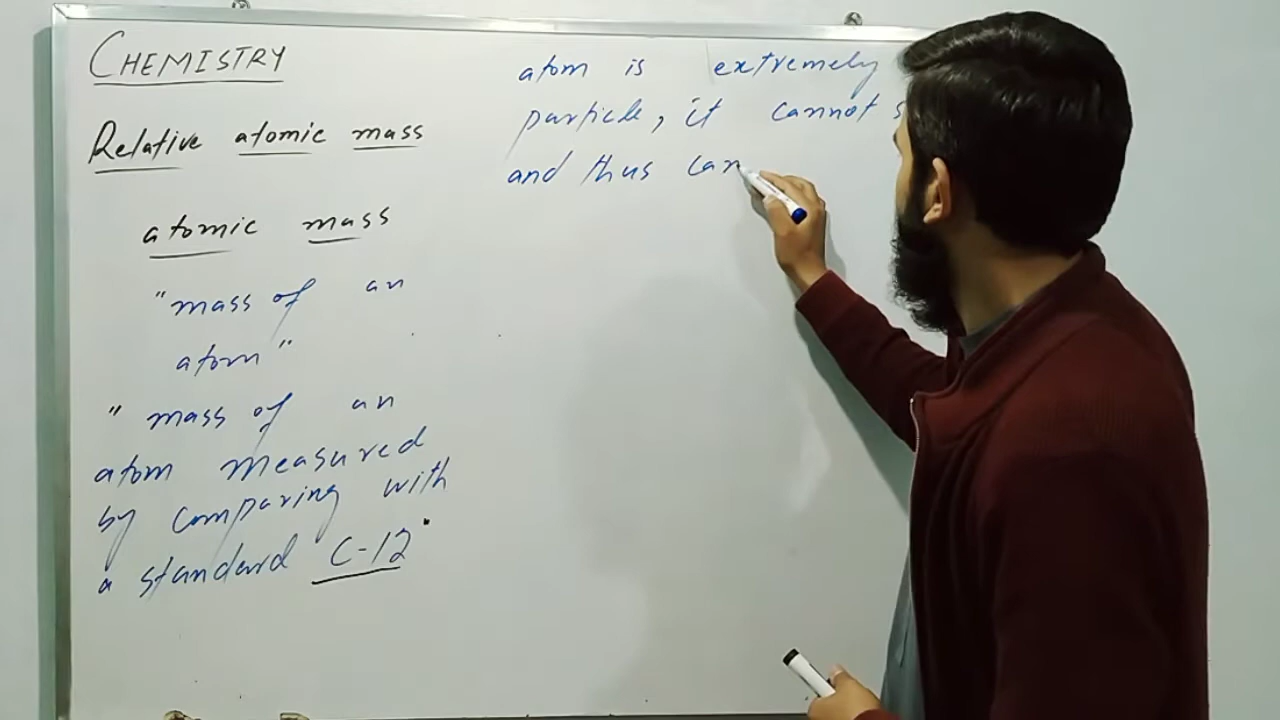 CHEMISTRY
Relative atomic mass
atomic mass
"mass of an
atom"
" mass of an
atom measured
by comparing with
a standard C-12"
atom is extremely
particle, it cannot s
and thus can